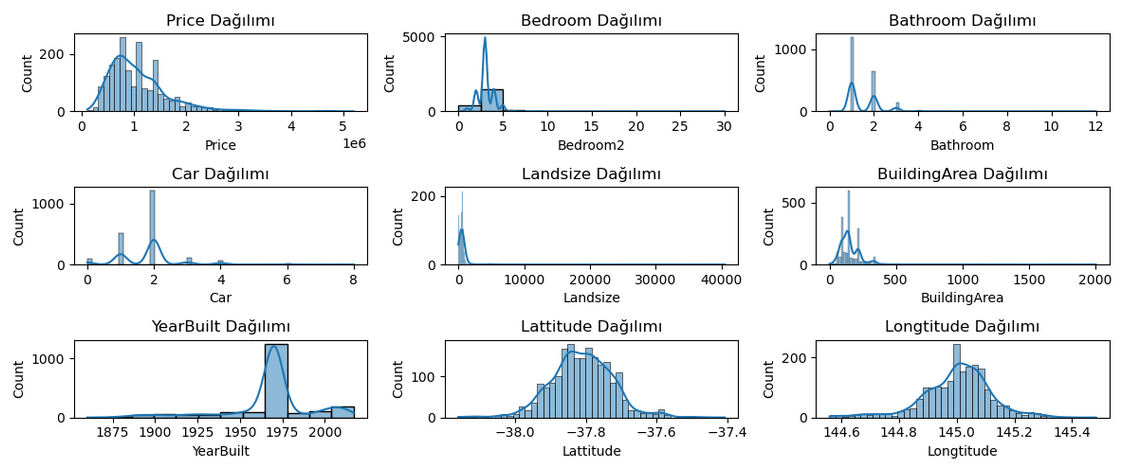 Price Dağılımı
Bedroom Dağılımı
Bathroom Dağılımı
Count
200
0
0
1
2
3
4
5
1e6
Price
Count
5000
0
0
5
10
15
20
25
30
Bedroom2
Count
1000
0
0
2
4
6
8
10
12
Bathroom
Car Dağılımı
Landsize Dağılımı
BuildingArea Dağılımı
Count
1000
0
0
2
4
6
8
Car
Count
200
0
0
10000
20000
30000
40000
Landsize
Count
500
0
0
500
1000
1500
2000
BuildingArea
YearBuilt Dağılımı
Lattitude Dağılımı
Longtitude Dağılımı
Count
1000
0
1875
1900
1925
1950
1975
2000
YearBuilt
Count
100
0
−38.0
−37.8
−37.6
−37.4
Lattitude
Count
200
0
144.6
144.8
145.0
145.2
145.4
Longtitude